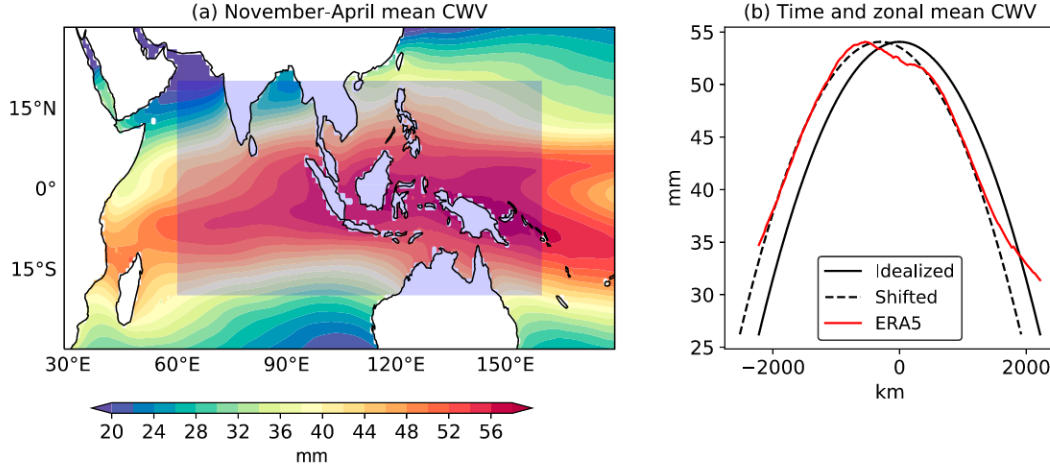 (a) November-April mean CWV
15°N
0°
15°S
30°E 60°E 90°E 120°E 150°E
20 24 28 32 36 40 44 48 52 56
mm
(b) Time and zonal mean CWV
55
50
45
40
35
30
25
mm
Idealized
Shifted
ERA5
−2000 0 2000
km